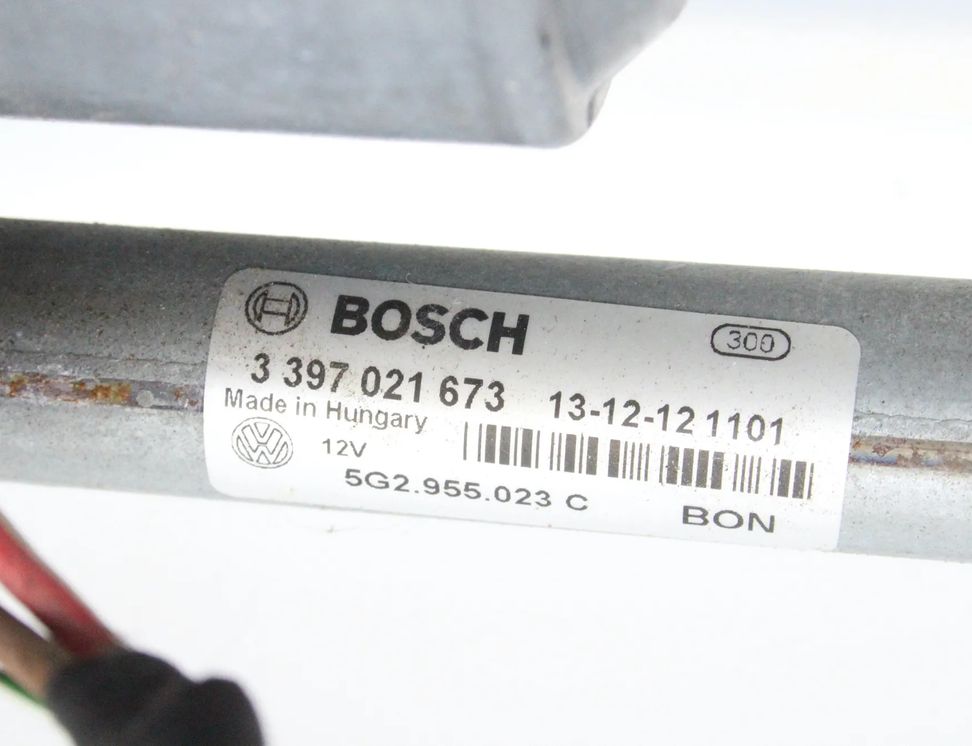 BOSCH 300
3 397 021 673 13-12-12 1101
Made in Hungary
12V
5G2.955.023 C BON